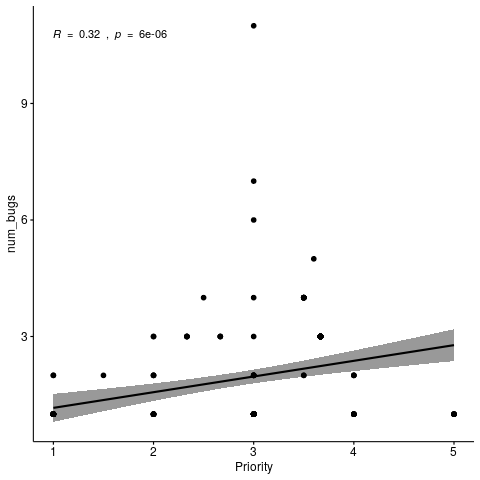 R = 0.32 , p = 6e-06
9
6
3
num_bugs
1 2 3 4 5
Priority